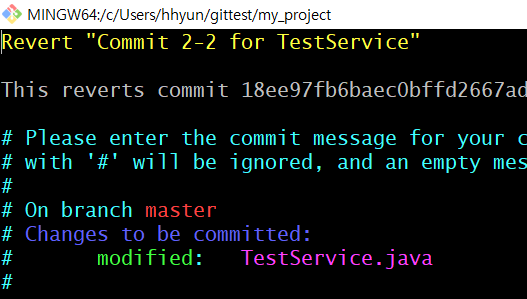 MINGW64:/c/Users/hhyun/gittest/my_project
Revert "Commit 2-2 for TestService"
This reverts commit 18ee97fb6baec0bffd2667ad
# Please enter the commit message for your c
# with '#' will be ignored, and an empty mes
#
# On branch master
# Changes to be committed:
#       modified:   TestService.java
#